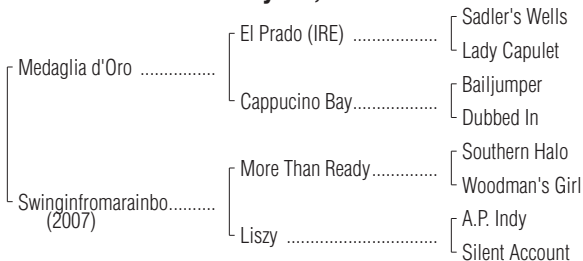 Sadler's Wells
El Prado (IRE) ..................
Lady Capulet
Medaglia d'Oro ................
Bailjumper
Cappucino Bay..................
Dubbed In
Southern Halo
More Than Ready..............
Woodman's Girl
Swinginfromarainbo..........
(2007)
A.P. Indy
Liszy ................................
Silent Account